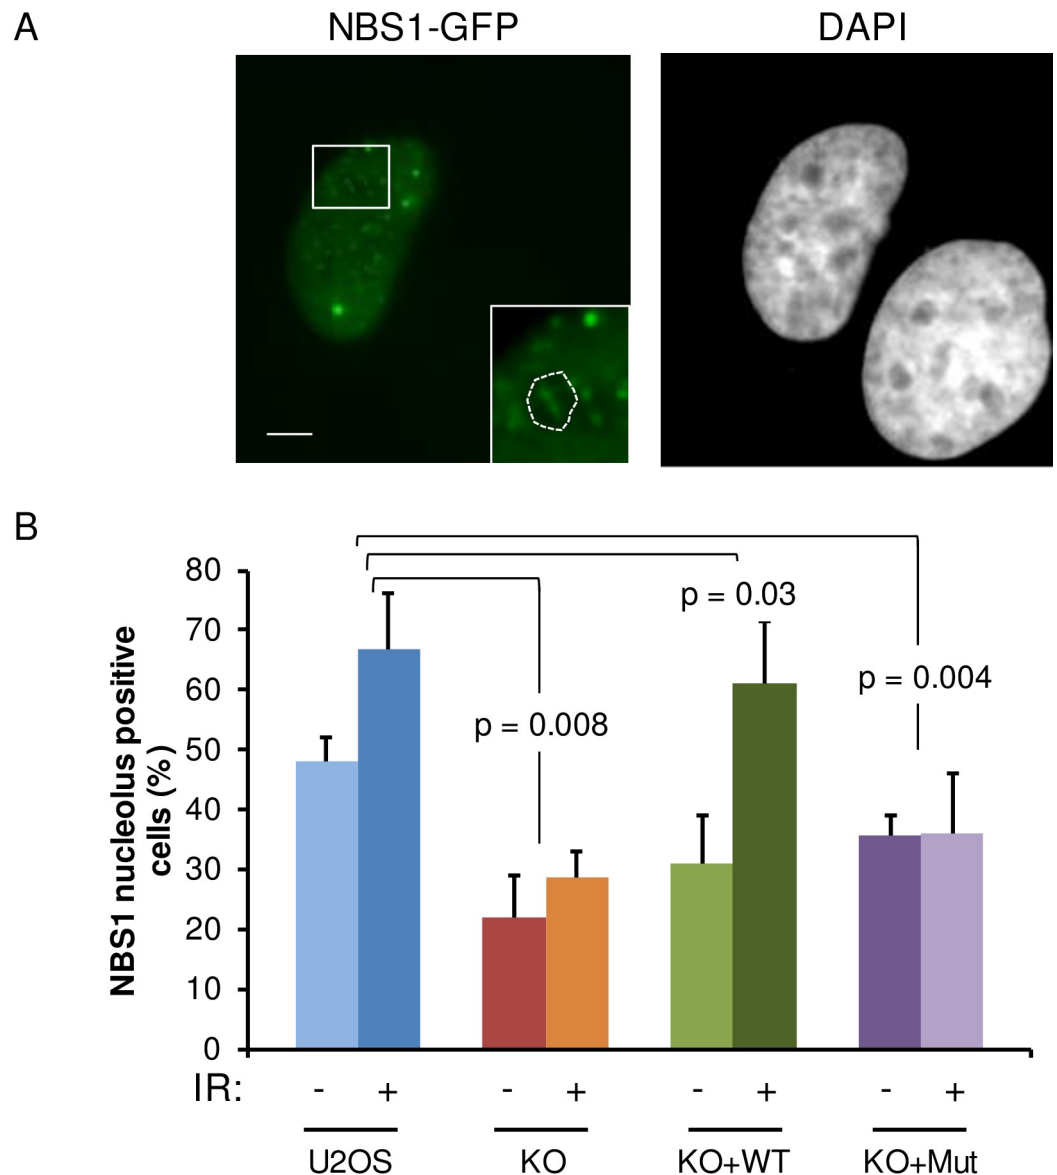 A
NBS1-GFP
DAPI
B
NBS1 nucleolus positive
cells (%)
80
70
60
50
40
30
20
10
0
p = 0.008
p = 0.03
p = 0.004
IR:
- + - + - + - +
U2OS KO KO+WT KO+Mut